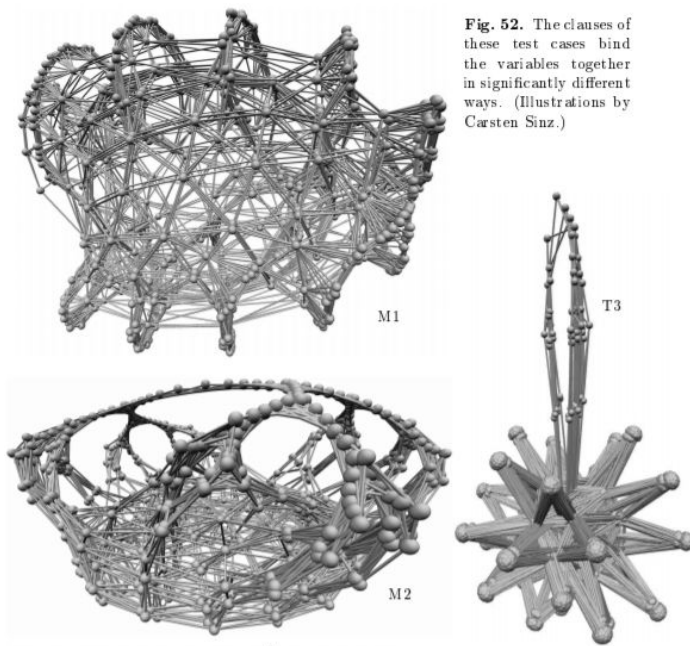 Fig. 52. The clauses of
these test cases bind
the variables together
in significantly different
ways. (Illustrations by
Carsten Sinz.)
M1
T3
M2